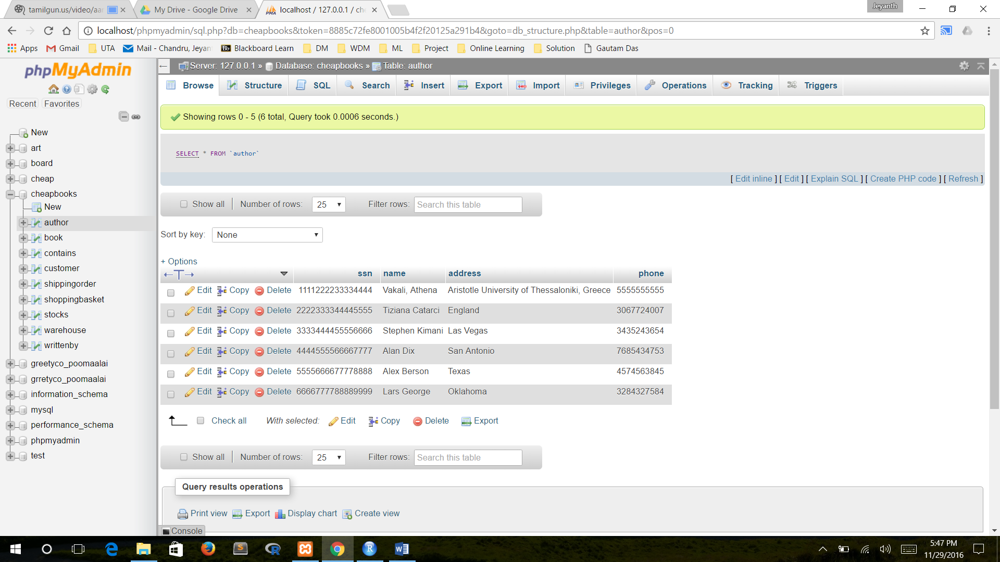 tamilgun.us/video/aa
My Drive - Google Drive
localhost / 127.0.0.1 / ch
Jeyanth
localhost/phpmyadmin/sql.php?db=cheapbooks&token=8885c72fe8001005b4f2f20125a291b4&goto=db_structure.php&table=author&pos=0
Apps Gmail UTA Mail - Chandru, Jeyan Bb Blackboard Learn DM WDM ML Project Online Learning Solution Gautam Das
phpMyAdmin
Recent Favorites
New
art
board
cheap
cheapbooks
New
author
book
contains
customer
shippingorder
shoppingbasket
stocks
warehouse
writtenby
greetyco_poomaalai
grretyco_poomaalai
information_schema
mysql
performance_schema
phpmyadmin
test
Server: 127.0.0.1 » Database: cheapbooks » Table: author
Browse Structure SQL Search Insert Export Import Privileges Operations Tracking Triggers
Showing rows 0 - 5 (6 total, Query took 0.0006 seconds.)
SELECT * FROM `author`
[ Edit inline ] [ Edit ] [ Explain SQL ] [ Create PHP code ] [ Refresh ]
Show all Number of rows: 25 Filter rows: Search this table
Sort by key: None
+ Options
ssn name address phone
Edit Copy Delete 1111222233334444 Vakali, Athena Aristotle University of Thessaloniki, Greece 5555555555
Edit Copy Delete 2222333344445555 Tiziana Catarci England 3067724007
Edit Copy Delete 3333444455556666 Stephen Kimani Las Vegas 3435243654
Edit Copy Delete 4444555566667777 Alan Dix San Antonio 7685434753
Edit Copy Delete 5555666677778888 Alex Berson Texas 4574563845
Edit Copy Delete 6666777788889999 Lars George Oklahoma 3284327584
Check all With selected: Edit Copy Delete Export
Show all Number of rows: 25 Filter rows: Search this table
Query results operations
Print view Export Display chart Create view
Console
5:47 PM
11/29/2016